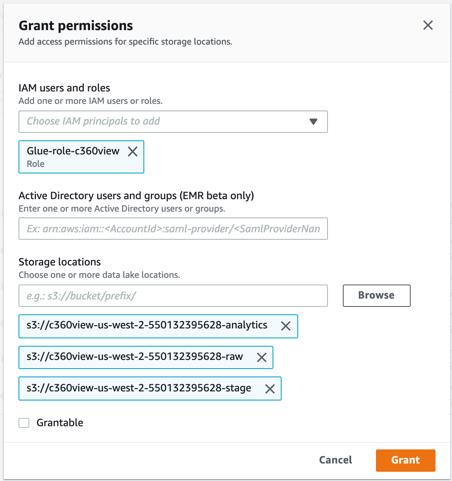 Grant permissions
Add access permissions for specific storage locations.
IAM users and roles
Add one or more IAM users or roles.
Choose IAM principals to add
Glue-role-c360view
Role
Active Directory users and groups (EMR beta only)
Enter one or more Active Directory users or groups.
Ex: arn:aws:iam::<AccountId>:saml-provider/<SamlProviderNan
Storage locations
Choose one or more data lake locations.
e.g.: s3://bucket/prefix/
Browse
s3://c360view-us-west-2-550132395628-analytics
s3://c360view-us-west-2-550132395628-raw
s3://c360view-us-west-2-550132395628-stage
Grantable
Cancel
Grant